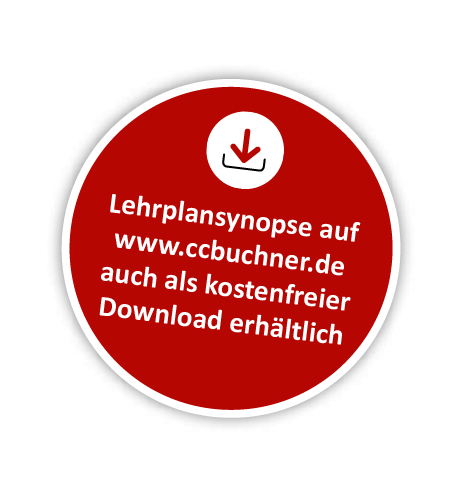 Lehrplansynopse auf
www.ccbuchner.de
auch als kostenfreier
Download erhältlich